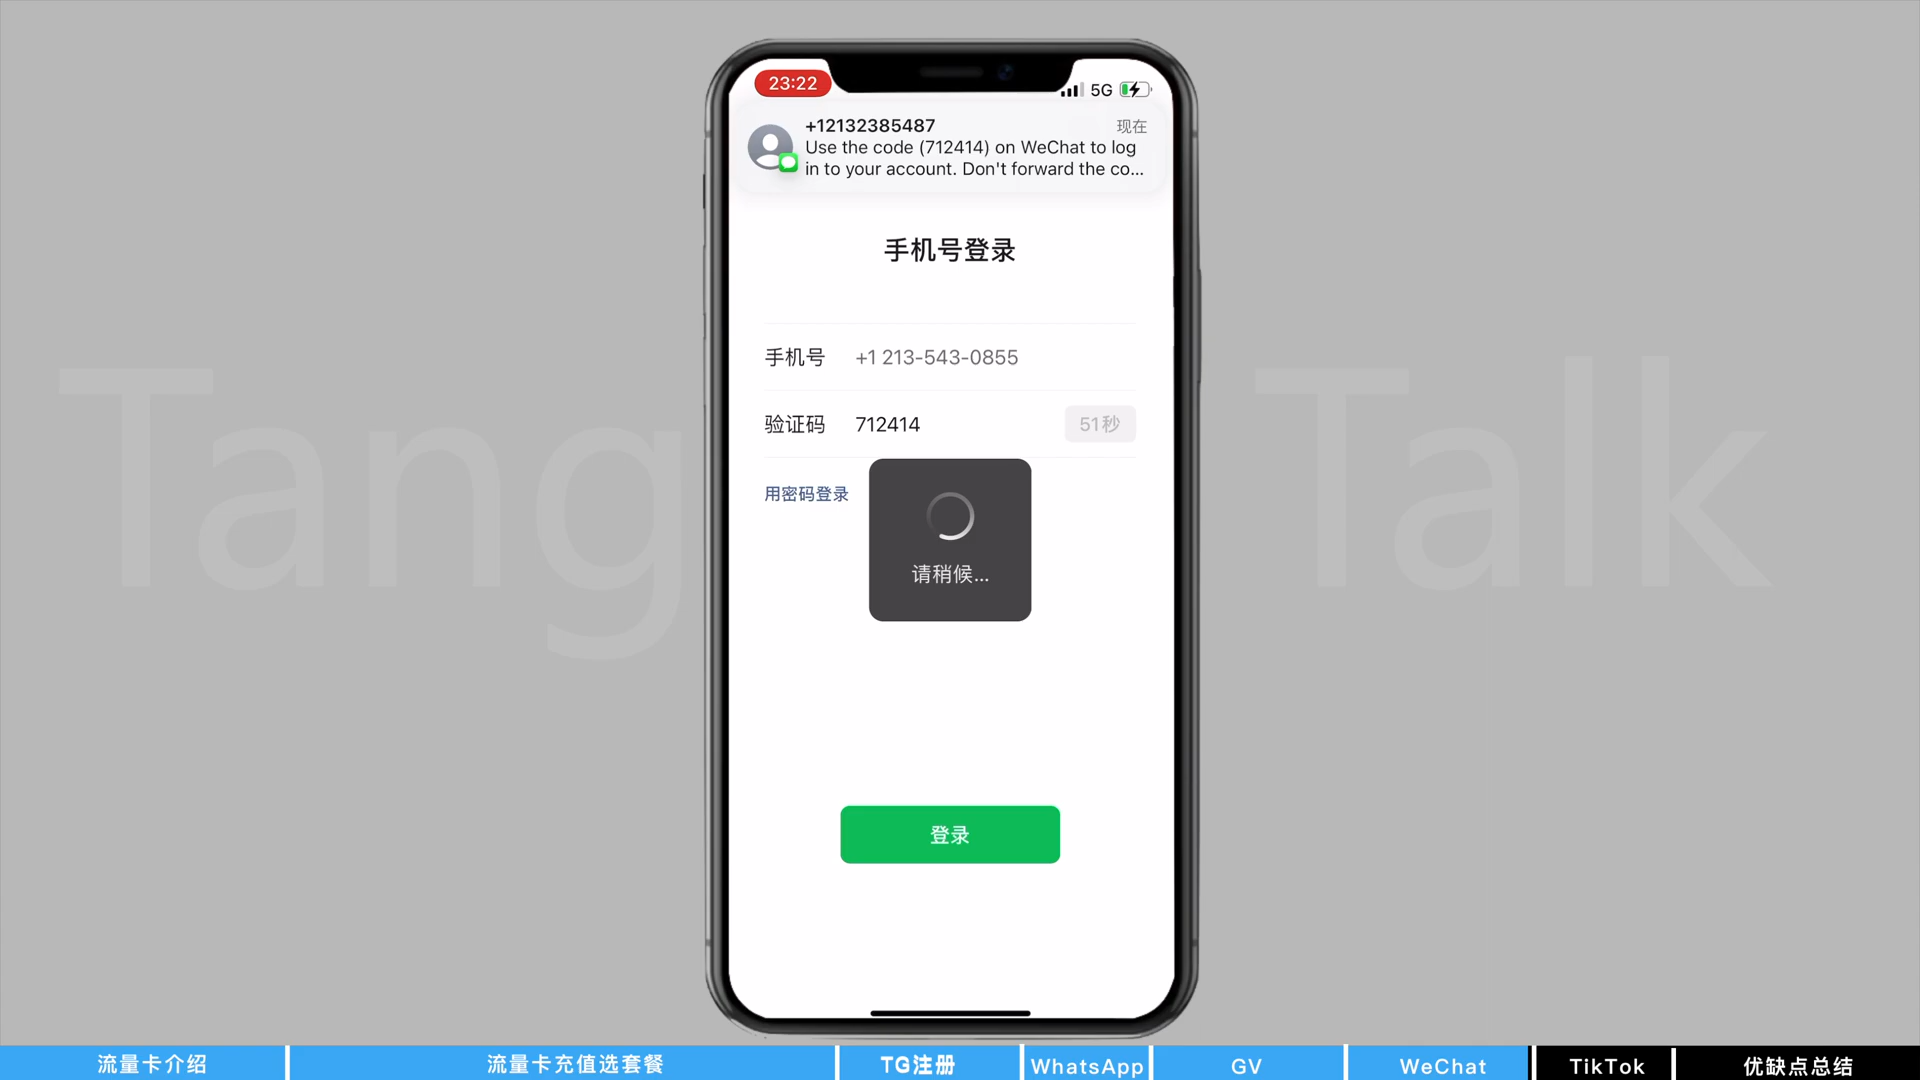 23:22
5G
+12132385487
现在
Use the code (712414) on WeChat to log
in to your account. Don't forward the co...
手机号登录
手机号 +1 213-543-0855
验证码 712414 51秒
用密码登录
请稍候...
登录
Tang Talk
流量卡介绍 流量卡充值选套餐 TG注册 WhatsApp GV WeChat TikTok 优缺点总结